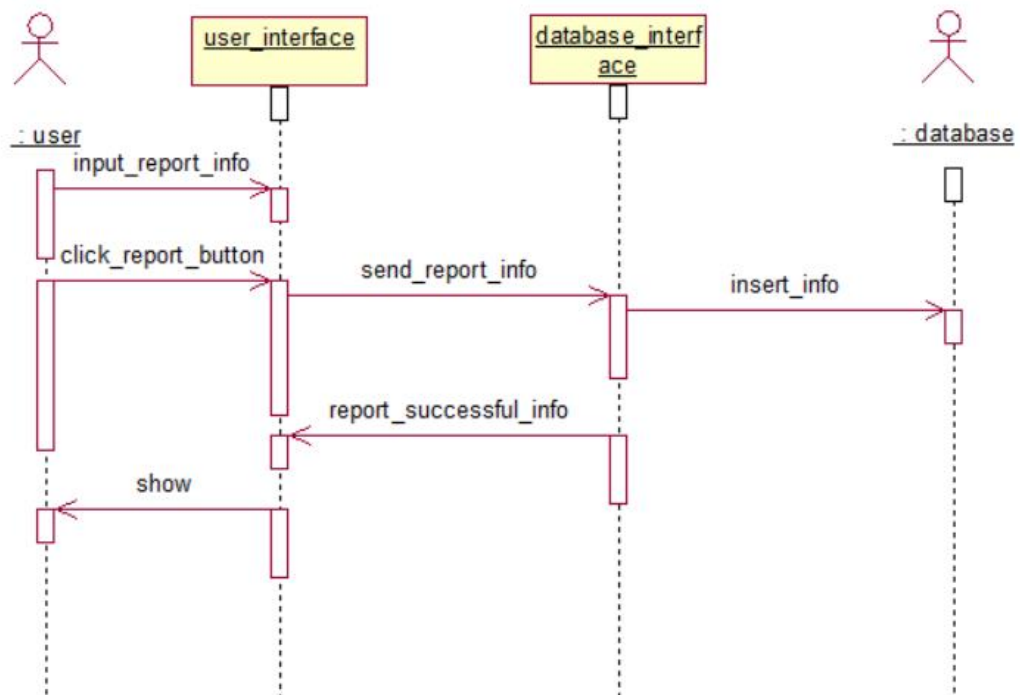 user_interface
database_interf
ace
: user
: database
input_report_info
click_report_button
send_report_info
insert_info
report_successful_info
show